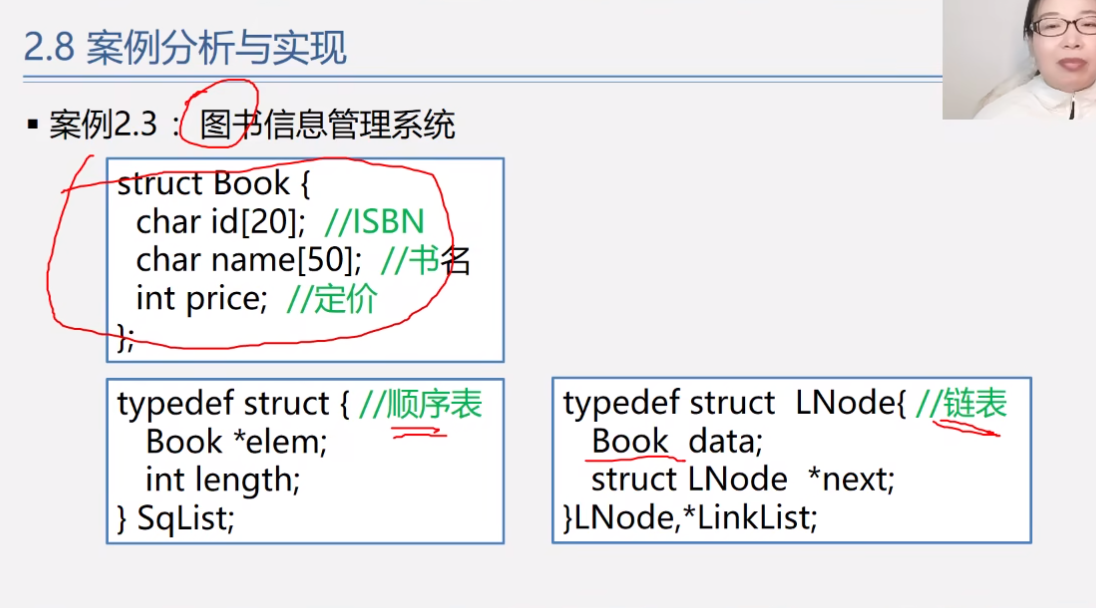 2.8 案例分析与实现
▪ 案例2.3：图书信息管理系统
struct Book {
char id[20]; //ISBN
char name[50]; //书名
int price; //定价
};
typedef struct { //顺序表
Book *elem;
int length;
} SqList;
typedef struct LNode{ //链表
Book data;
struct LNode *next;
}LNode,*LinkList;